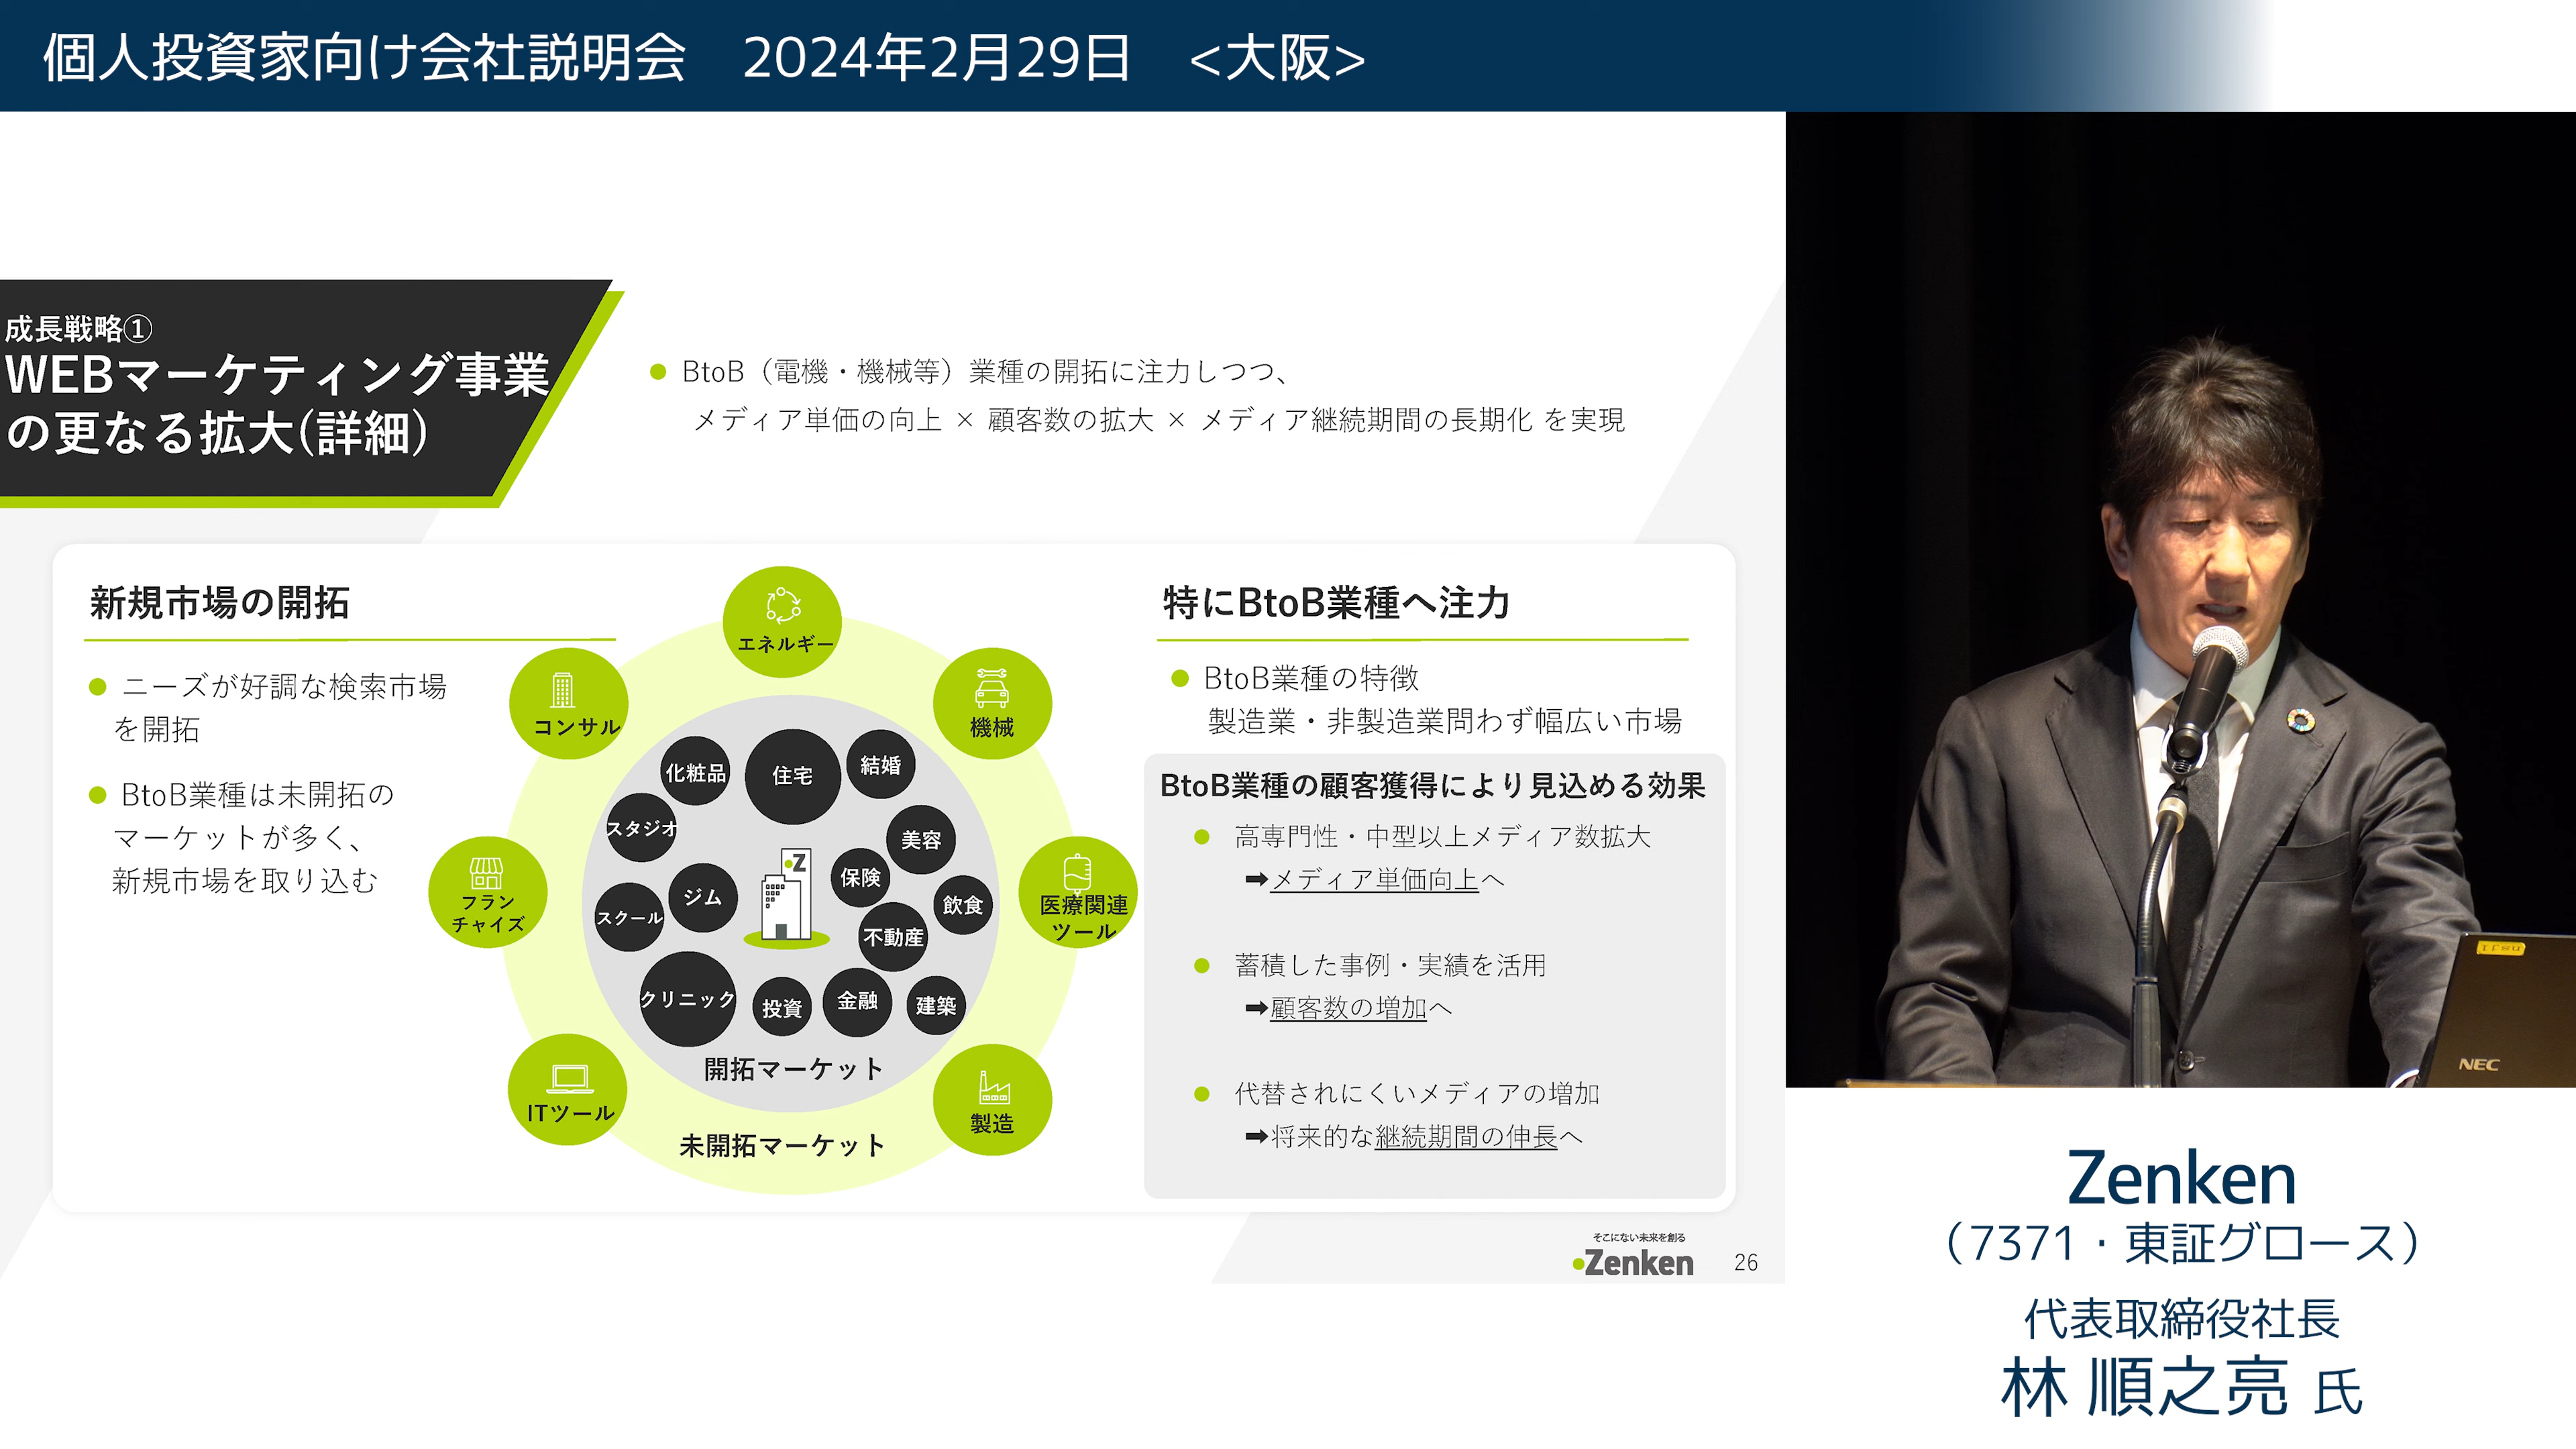 個人投資家向け会社説明会　2024年2月29日　<大阪>
成長戦略①
WEBマーケティング事業
の更なる拡大(詳細)
BtoB（電機・機械等）業種の開拓に注力しつつ、
メディア単価の向上 × 顧客数の拡大 × メディア継続期間の長期化 を実現
新規市場の開拓
ニーズが好調な検索市場
を開拓
BtoB業種は未開拓の
マーケットが多く、
新規市場を取り込む
エネルギー
コンサル
機械
フラン
チャイズ
医療関連
ツール
ITツール
製造
化粧品
住宅
結婚
スタジオ
美容
Z
保険
ジム
スクール
飲食
不動産
クリニック
投資
金融
建築
開拓マーケット
未開拓マーケット
特にBtoB業種へ注力
BtoB業種の特徴
製造業・非製造業問わず幅広い市場
BtoB業種の顧客獲得により見込める効果
高専門性・中型以上メディア数拡大
➡メディア単価向上へ
蓄積した事例・実績を活用
➡顧客数の増加へ
代替されにくいメディアの増加
➡将来的な継続期間の伸長へ
そこにない未来を創る
Zenken
26
NEC
Zenken
（7371・東証グロース）
代表取締役社長
林 順之亮 氏